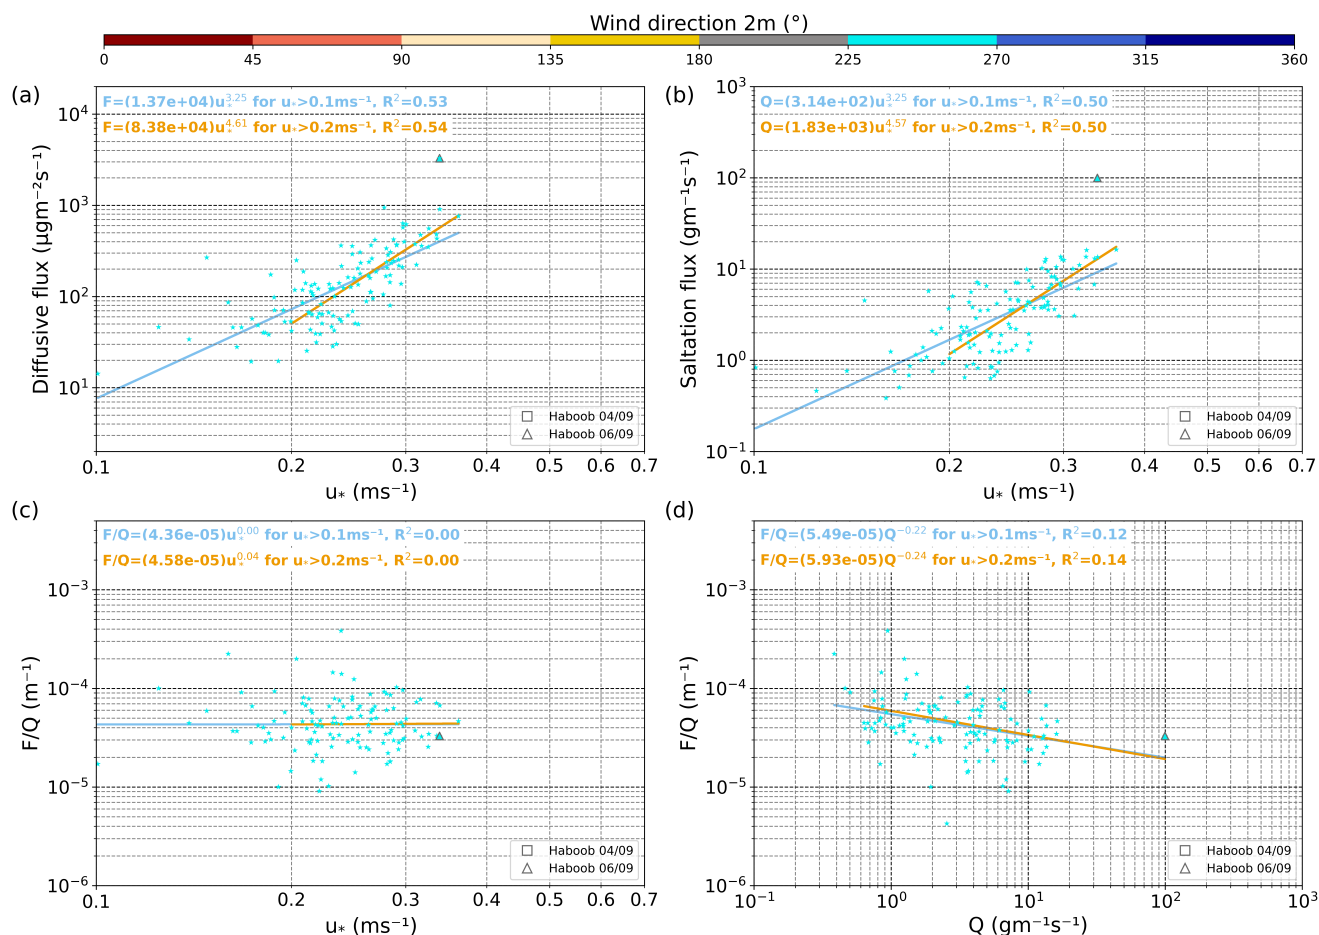 Wind direction 2m (°)
0 45 90 135 180 225 270 315 360
(a)
F=(1.37e+04)u*^3.25 for u*>0.1ms⁻¹, R²=0.53
F=(8.38e+04)u*^4.61 for u*>0.2ms⁻¹, R²=0.54
Diffusive flux (µgm⁻²s⁻¹)
10⁴
10³
10²
10¹
Haboob 04/09
Haboob 06/09
0.1 0.2 0.3 0.4 0.5 0.6 0.7
u* (ms⁻¹)
(b)
Q=(3.14e+02)u*^3.25 for u*>0.1ms⁻¹, R²=0.50
Q=(1.83e+03)u*^4.57 for u*>0.2ms⁻¹, R²=0.50
Saltation flux (gm⁻¹s⁻¹)
10³
10²
10¹
10⁰
10⁻¹
Haboob 04/09
Haboob 06/09
0.1 0.2 0.3 0.4 0.5 0.6 0.7
u* (ms⁻¹)
(c)
F/Q=(4.36e-05)u*^0.00 for u*>0.1ms⁻¹, R²=0.00
F/Q=(4.58e-05)u*^0.04 for u*>0.2ms⁻¹, R²=0.00
F/Q (m⁻¹)
10⁻³
10⁻⁴
10⁻⁵
10⁻⁶
Haboob 04/09
Haboob 06/09
0.1 0.2 0.3 0.4 0.5 0.6 0.7
u* (ms⁻¹)
(d)
F/Q=(5.49e-05)Q^−0.22 for u*>0.1ms⁻¹, R²=0.12
F/Q=(5.93e-05)Q^−0.24 for u*>0.2ms⁻¹, R²=0.14
F/Q (m⁻¹)
10⁻³
10⁻⁴
10⁻⁵
10⁻⁶
Haboob 04/09
Haboob 06/09
10⁻¹ 10⁰ 10¹ 10² 10³
Q (gm⁻¹s⁻¹)